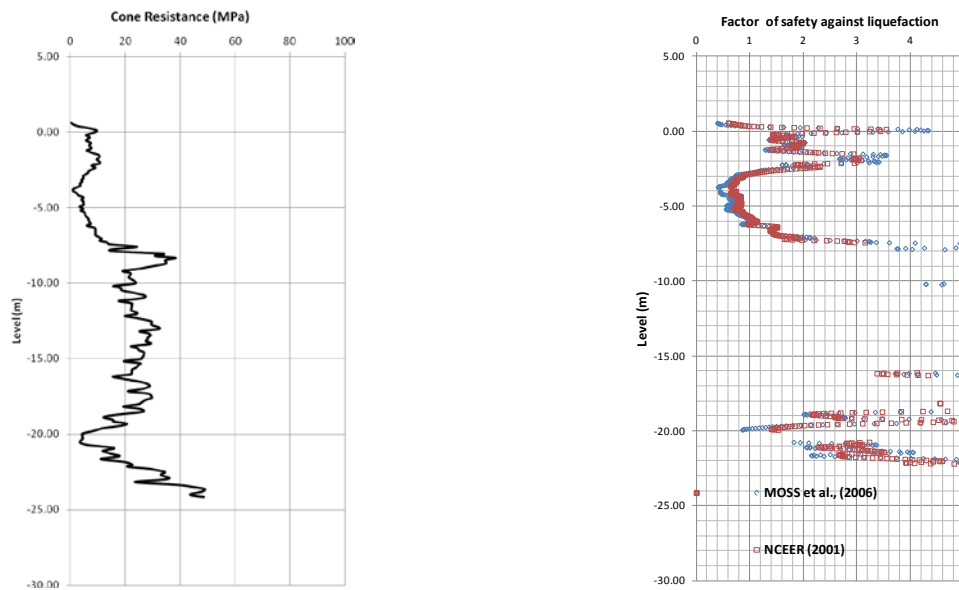 Cone Resistance (MPa)
0 20 40 60 80 100
5.00
0.00
-5.00
-10.00
-15.00
-20.00
-25.00
-30.00
Level (m)
Factor of safety against liquefaction
0 1 2 3 4
5.00
0.00
-5.00
-10.00
-15.00
-20.00
-25.00
-30.00
Level (m)
MOSS et al., (2006)
NCEER (2001)